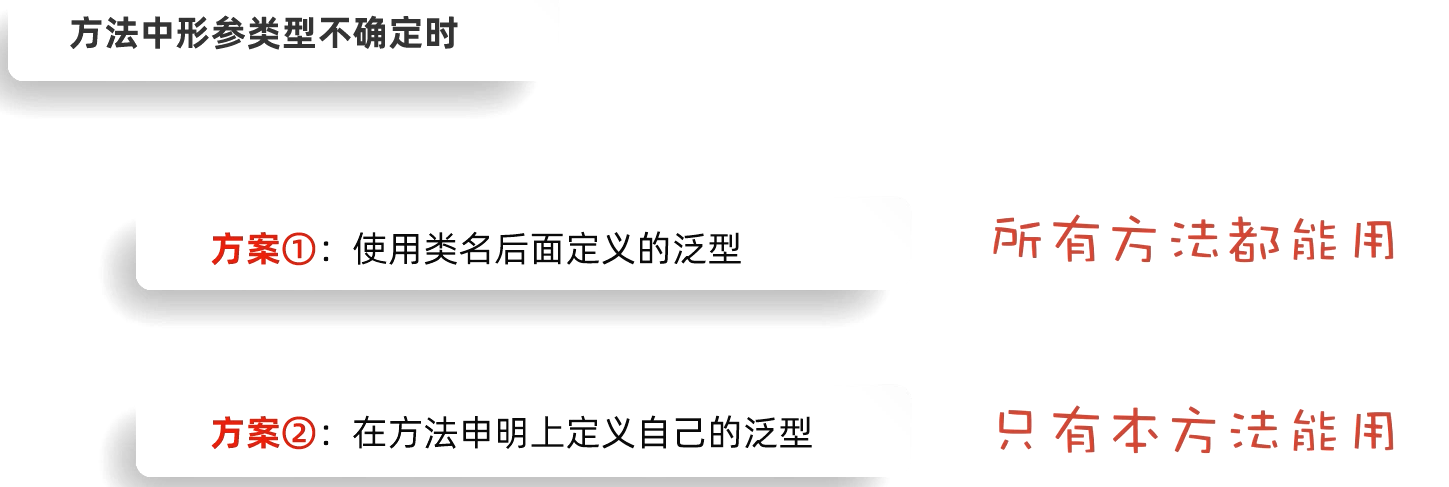 方法中形参类型不确定时
方案①：使用类名后面定义的泛型 所有方法都能用
方案②：在方法申明上定义自己的泛型 只有本方法能用